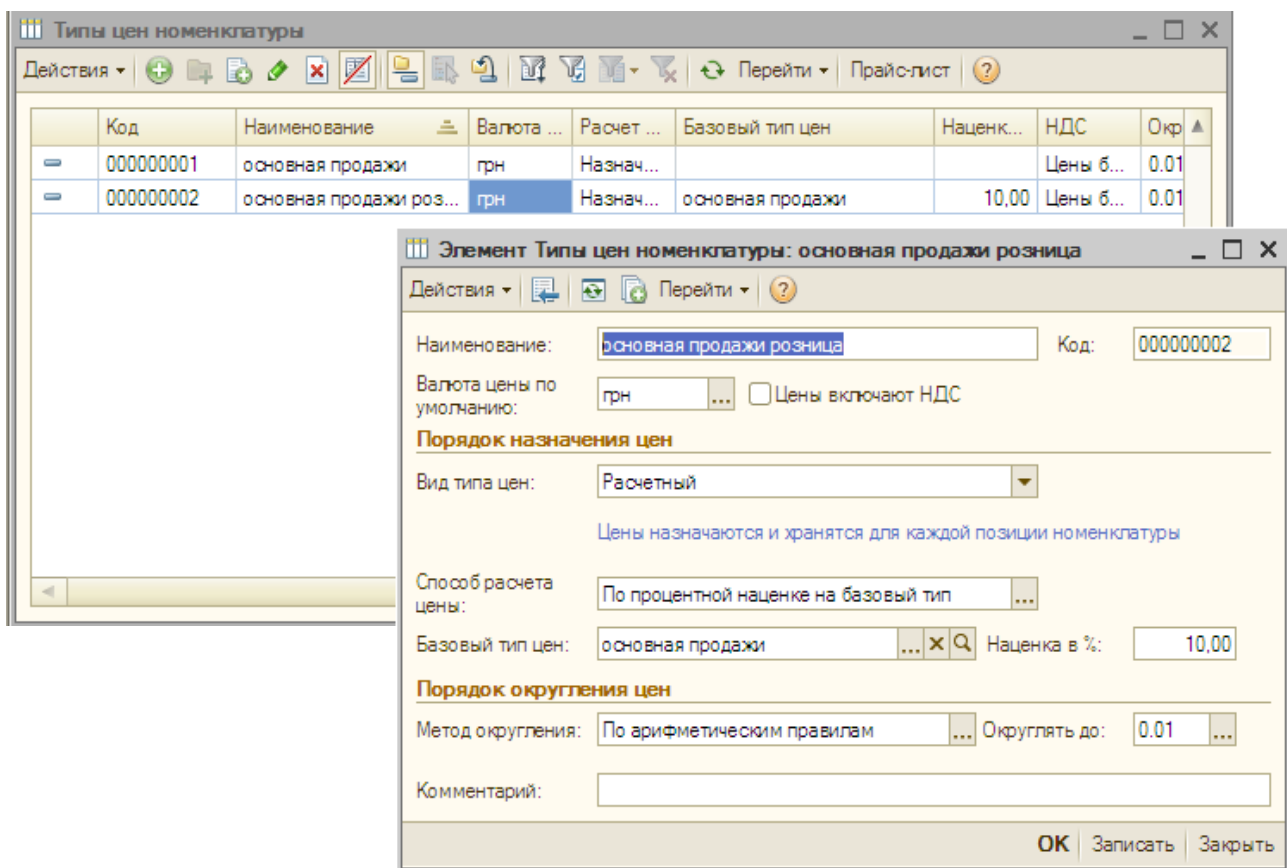 Типы цен номенклатуры
Действия Перейти Прайс-лист
Код Наименование Валюта ... Расчет ... Базовый тип цен Наценк... НДС Окр
000000001 основная продажи грн Назнач... Цены б... 0.01
000000002 основная продажи роз... грн Назнач... основная продажи 10,00 Цены б... 0.01
Элемент Типы цен номенклатуры: основная продажи розница
Действия Перейти
Наименование: основная продажи розница Код: 000000002
Валюта цены по
умолчанию: грн ... Цены включают НДС
Порядок назначения цен
Вид типа цен: Расчетный
Цены назначаются и хранятся для каждой позиции номенклатуры
Способ расчета
цены: По процентной наценке на базовый тип ...
Базовый тип цен: основная продажи ... Наценка в %: 10,00
Порядок округления цен
Метод округления: По арифметическим правилам ... Округлять до: 0.01 ...
Комментарий:
OK Записать Закрыть